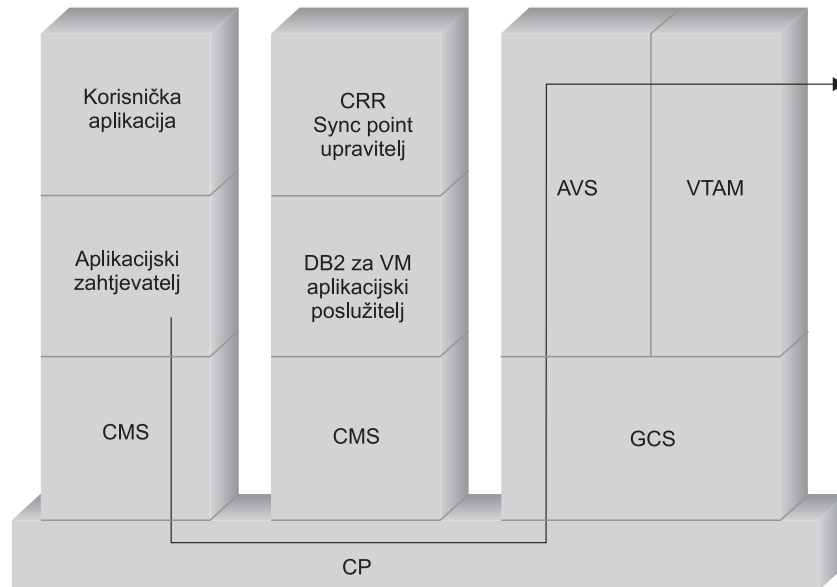 Korisnička
aplikacija
Aplikacijski
zahtjevatelj
CMS
CRR
Sync point
upravitelj
DB2 za VM
aplikacijski
poslužitelj
CMS
AVS
VTAM
GCS
CP